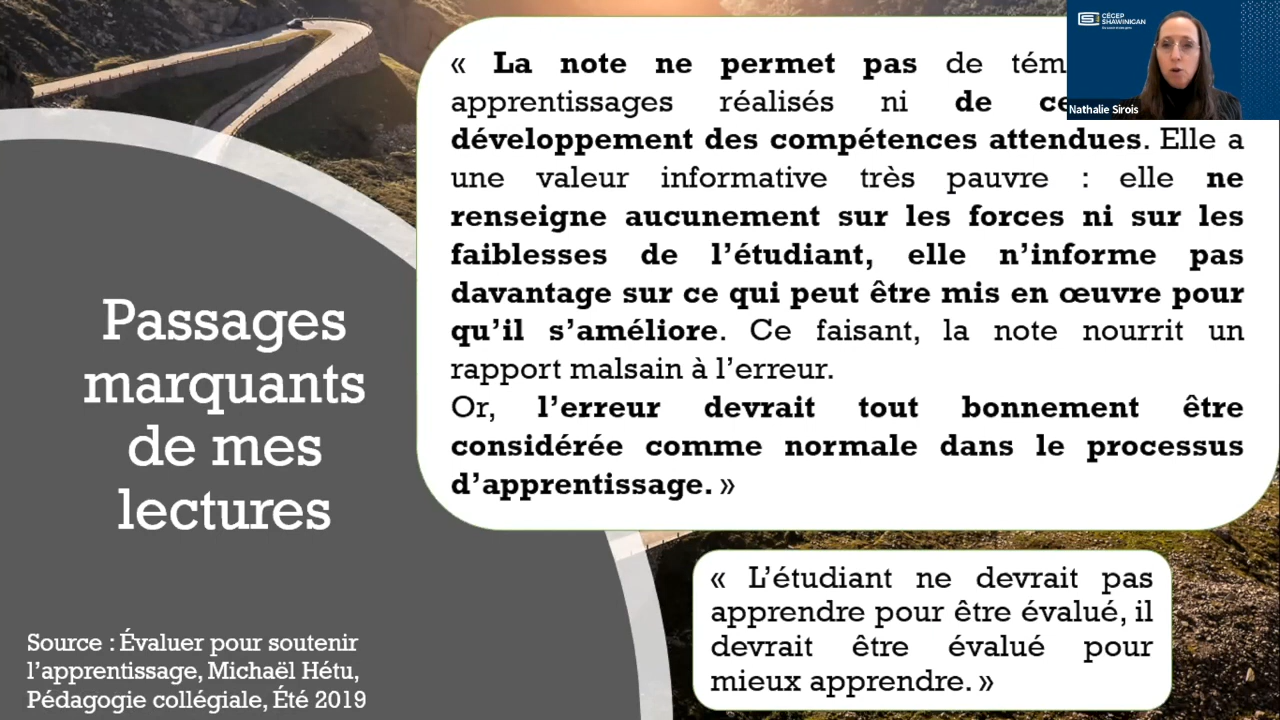 Passages
marquants
de mes
lectures
Source : Évaluer pour soutenir
l’apprentissage, Michaël Hétu,
Pédagogie collégiale, Été 2019
« La note ne permet pas de
apprentissages réalisés ni de
développement des compétences attendues. Elle a
une valeur informative très pauvre : elle ne
renseigne aucunement sur les forces ni sur les
faiblesses de l’étudiant, elle n’informe pas
davantage sur ce qui peut être mis en œuvre pour
qu’il s’améliore. Ce faisant, la note nourrit un
rapport malsain à l’erreur.
Or, l’erreur devrait tout bonnement être
considérée comme normale dans le processus
d’apprentissage. »
« L’étudiant ne devrait pas
apprendre pour être évalué, il
devrait être évalué pour
mieux apprendre. »
CÉGEP
SHAWINIGAN
Nathalie Sirois